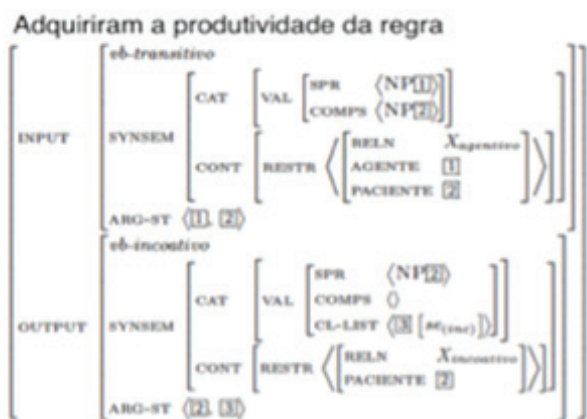 Adquiriram a produtividade da regra
vb-transitivo
SPR ⟨NP[1]⟩
CAT VAL
COMPS ⟨NP[2]⟩
INPUT SYNSEM
RELN X_agentivo
CONT RESTR AGENTE [1]
PACIENTE [2]
ARG-ST ⟨[1], [2]⟩
vb-incoativo
SPR ⟨NP[2]⟩
CAT VAL COMPS ⟨⟩
CL-LIST ⟨[3] [se(inc)]⟩
OUTPUT SYNSEM
RELN X_incoativo
CONT RESTR
PACIENTE [2]
ARG-ST ⟨[2], [3]⟩